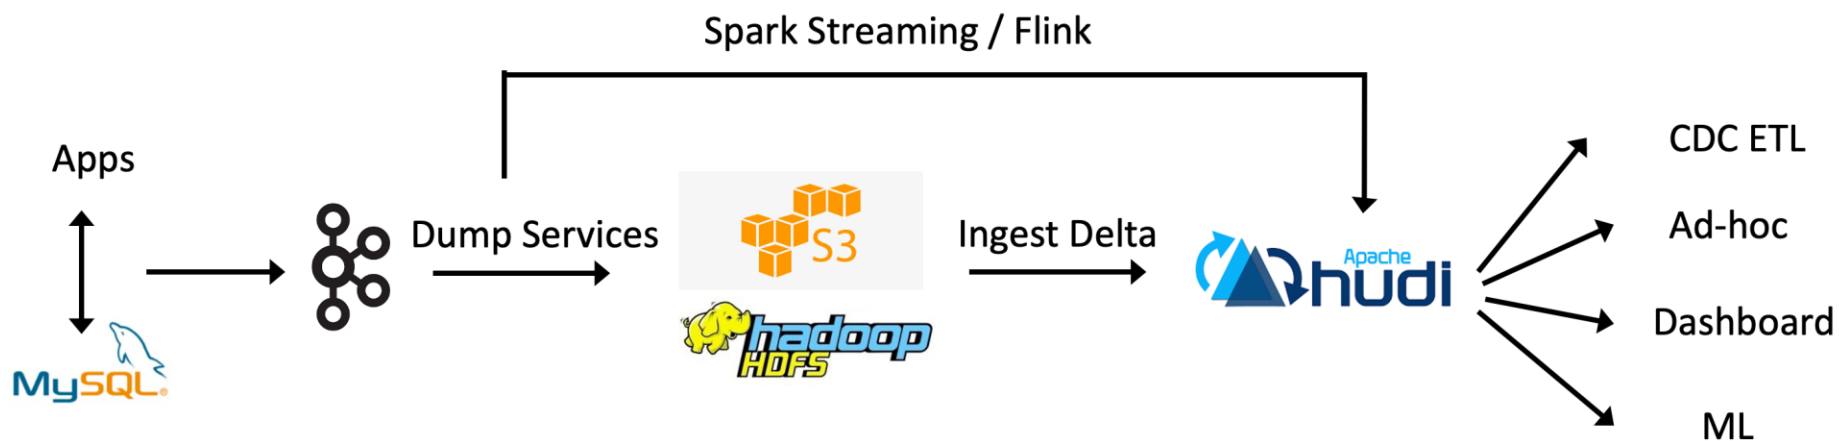 Spark Streaming / Flink
Apps
MySQL®
Dump Services
S3
hadoop
HDFS
Ingest Delta
Apache
hudi
CDC ETL
Ad-hoc
Dashboard
ML